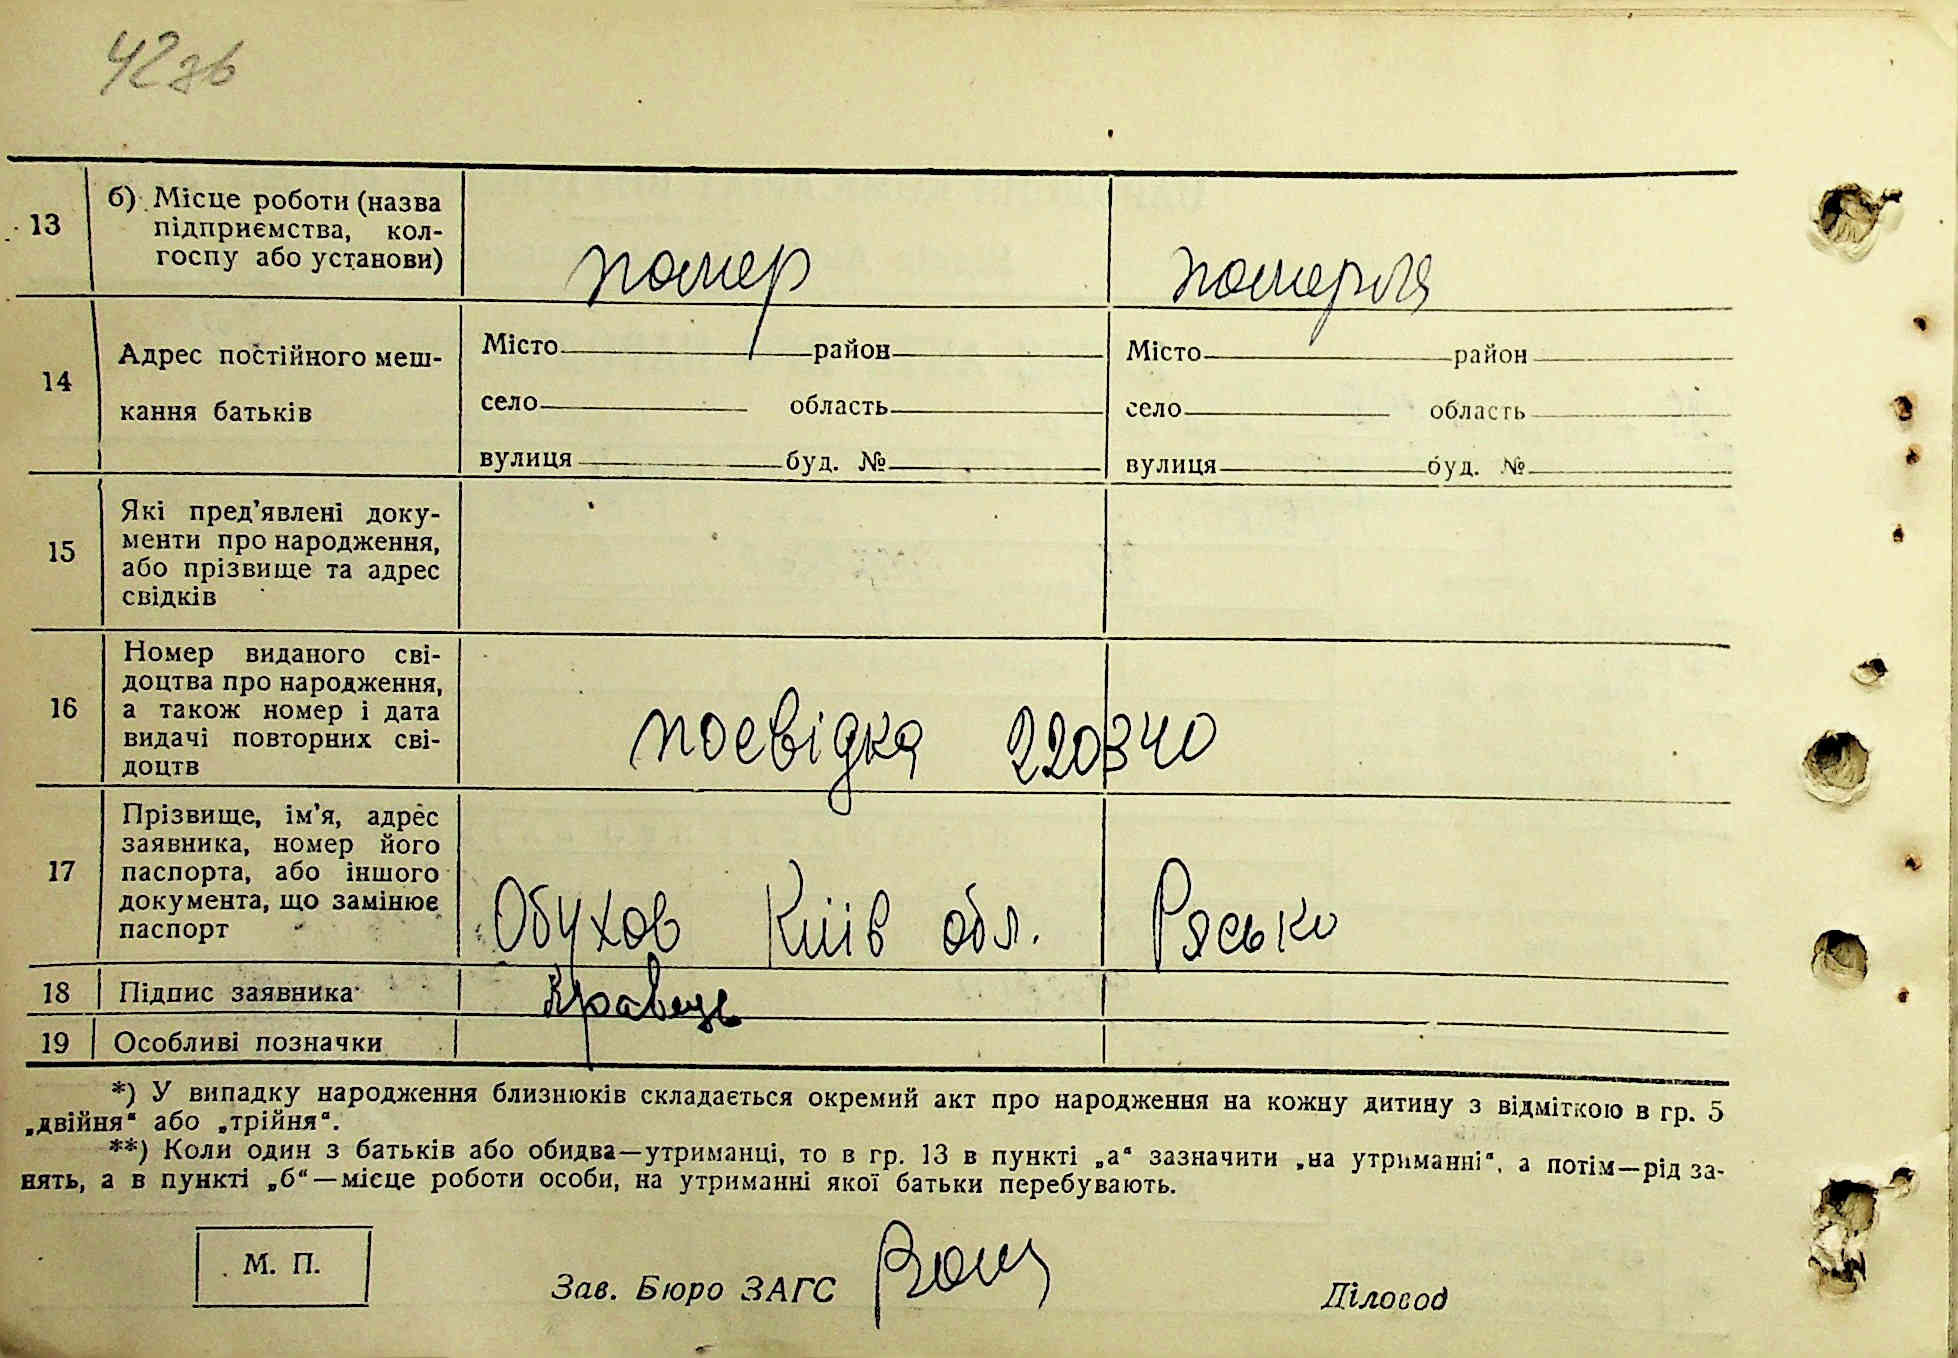 42зв
13
б) Місце роботи (назва
підприємства, кол-
госпу або установи)
помер
померля
14
Адрес постійного меш-
кання батьків
Місто район
село область
вулиця буд. №
Місто район
село область
вулиця буд. №
15
Які пред'явлені доку-
менти про народження,
або прізвище та адрес
свідків
16
Номер виданого сві-
доцтва про народження,
а також номер і дата
видачі повторних сві-
доцтв
посвідка 220340
17
Прізвище, ім'я, адрес
заявника, номер його
паспорта, або іншого
документа, що замінює
паспорт
Обухов Київ обл. Рясько
18 Підпис заявника
Кравець
19 Особливі позначки
*) У випадку народження близнюків складається окремий акт про народження на кожну дитину з відміткою в гр. 5
„двійня“ або „трійня“.
**) Коли один з батьків або обидва—утриманці, то в гр. 13 в пункті „а“ зазначити „на утриманні“, а потім—рід за-
нять, а в пункті „б“—місце роботи особи, на утриманні якої батьки перебувають.
М. П.
Зав. Бюро ЗАГС
Діловод